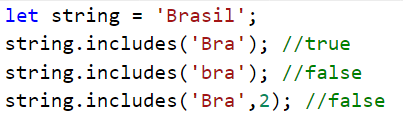 let string = 'Brasil';
string.includes('Bra'); //true
string.includes('bra'); //false
string.includes('Bra',2); //false